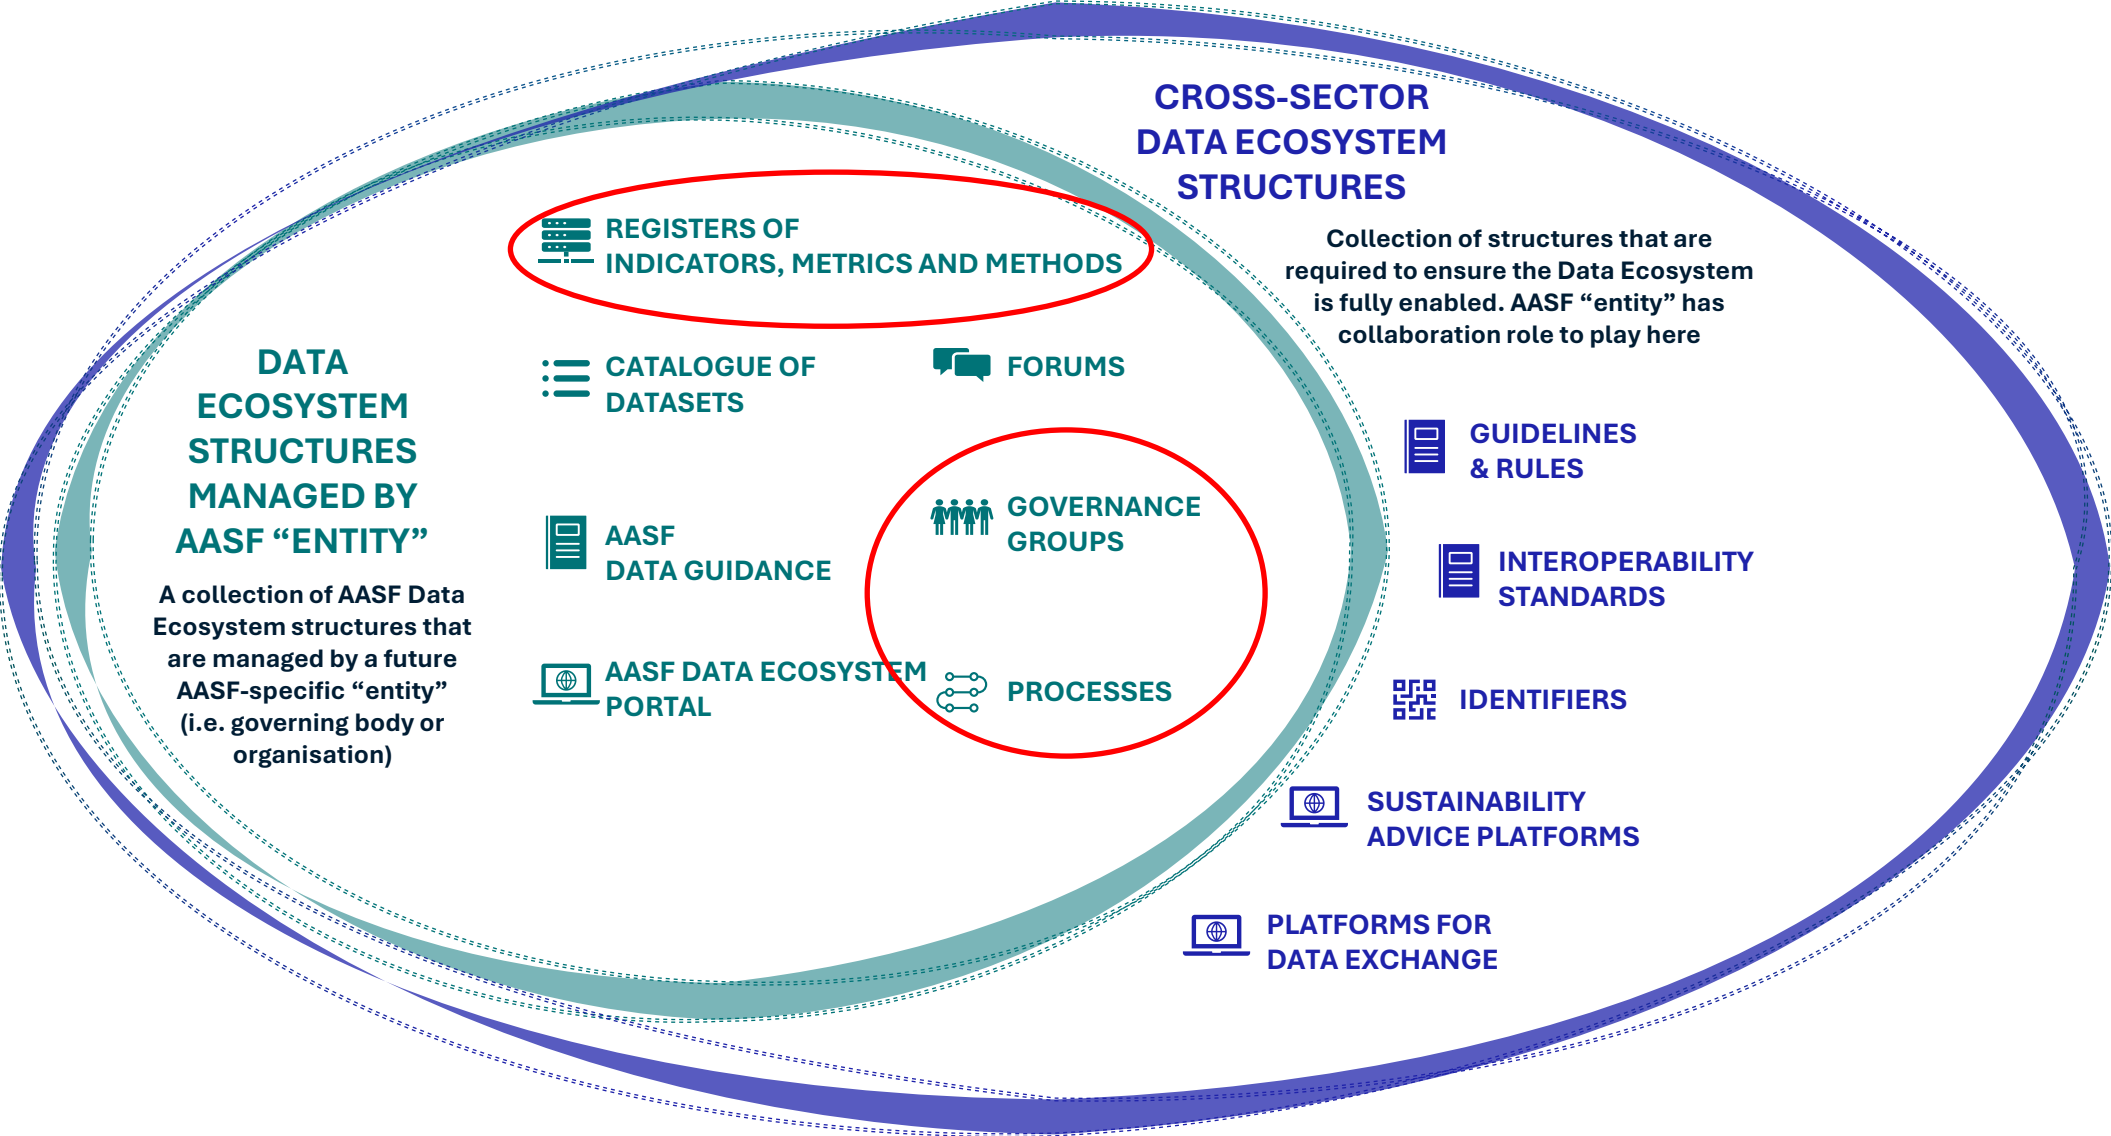 CROSS-SECTOR
DATA ECOSYSTEM
STRUCTURES
Collection of structures that are
required to ensure the Data Ecosystem
is fully enabled. AASF “entity” has
collaboration role to play here
REGISTERS OF
INDICATORS, METRICS AND METHODS
DATA
ECOSYSTEM
STRUCTURES
MANAGED BY
AASF “ENTITY”
A collection of AASF Data
Ecosystem structures that
are managed by a future
AASF-specific “entity”
(i.e. governing body or
organisation)
CATALOGUE OF
DATASETS
FORUMS
AASF
DATA GUIDANCE
GOVERNANCE
GROUPS
AASF DATA ECOSYSTEM
PORTAL
PROCESSES
GUIDELINES
& RULES
INTEROPERABILITY
STANDARDS
IDENTIFIERS
SUSTAINABILITY
ADVICE PLATFORMS
PLATFORMS FOR
DATA EXCHANGE